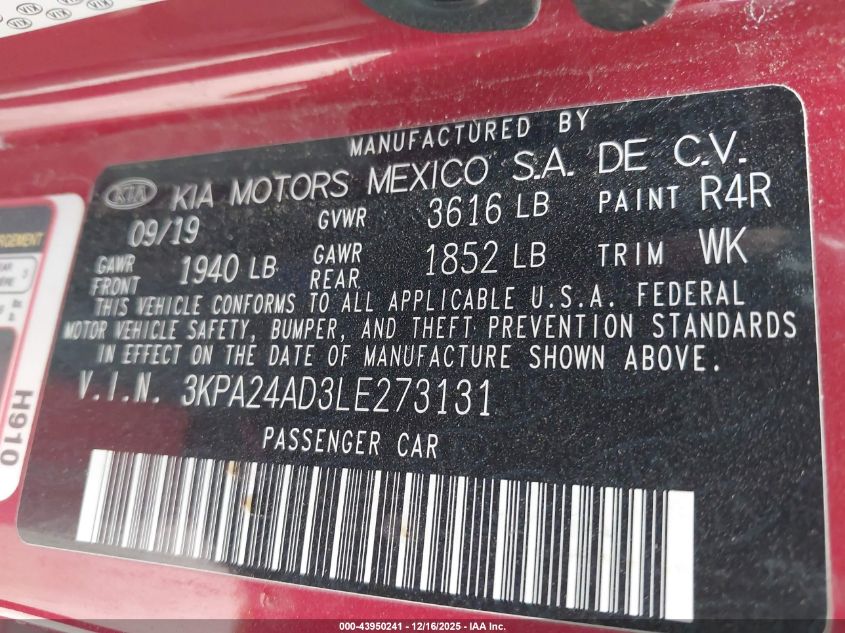 MANUFACTURED BY
KIA KIA MOTORS MEXICO S.A. DE C.V.
09/19 GVWR 3616 LB PAINT R4R
GAWR FRONT 1940 LB GAWR REAR 1852 LB TRIM WK
THIS VEHICLE CONFORMS TO ALL APPLICABLE U.S.A. FEDERAL
MOTOR VEHICLE SAFETY, BUMPER, AND THEFT PREVENTION STANDARDS
IN EFFECT ON THE DATE OF MANUFACTURE SHOWN ABOVE.
V.I.N. 3KPA24AD3LE273131
PASSENGER CAR
H910
000-43950241 - 12/16/2025 - IAA, Inc.